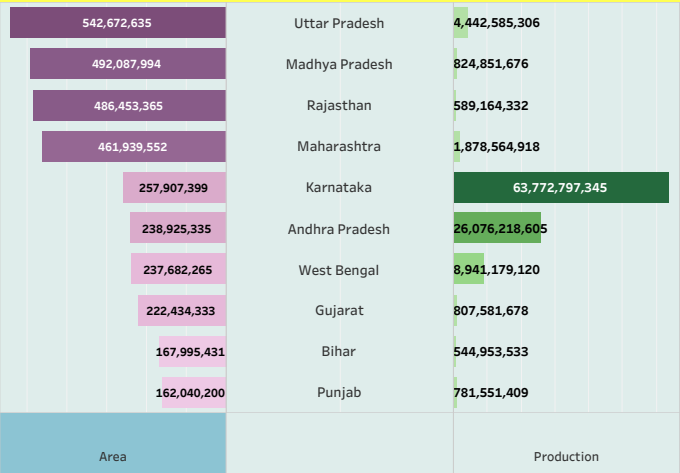 542,672,635 Uttar Pradesh 4,442,585,306
492,087,994 Madhya Pradesh 824,851,676
486,453,365 Rajasthan 589,164,332
461,939,552 Maharashtra 1,878,564,918
257,907,399 Karnataka 63,772,797,345
238,925,335 Andhra Pradesh 26,076,218,605
237,682,265 West Bengal 8,941,179,120
222,434,333 Gujarat 807,581,678
167,995,431 Bihar 544,953,533
162,040,200 Punjab 781,551,409
Area Production